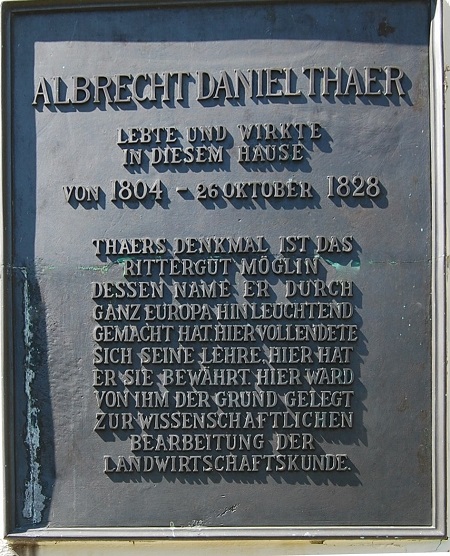 ALBRECHT DANIEL THAER
LEBTE UND WIRKTE
IN DIESEM HAUSE
VON 1804 - 26 OKTOBER 1828
THAERS DENKMAL IST DAS
RITTERGUT MÖGLIN
DESSEN NAME ER DURCH
GANZ EUROPA HIN LEUCHTEND
GEMACHT HAT. HIER VOLLENDETE
SICH SEINE LEHRE, HIER HAT
ER SIE BEWÄHRT. HIER WARD
VON IHM DER GRUND GELEGT
ZUR WISSENSCHAFTLICHEN
BEARBEITUNG DER
LANDWIRTSCHAFTSKUNDE.